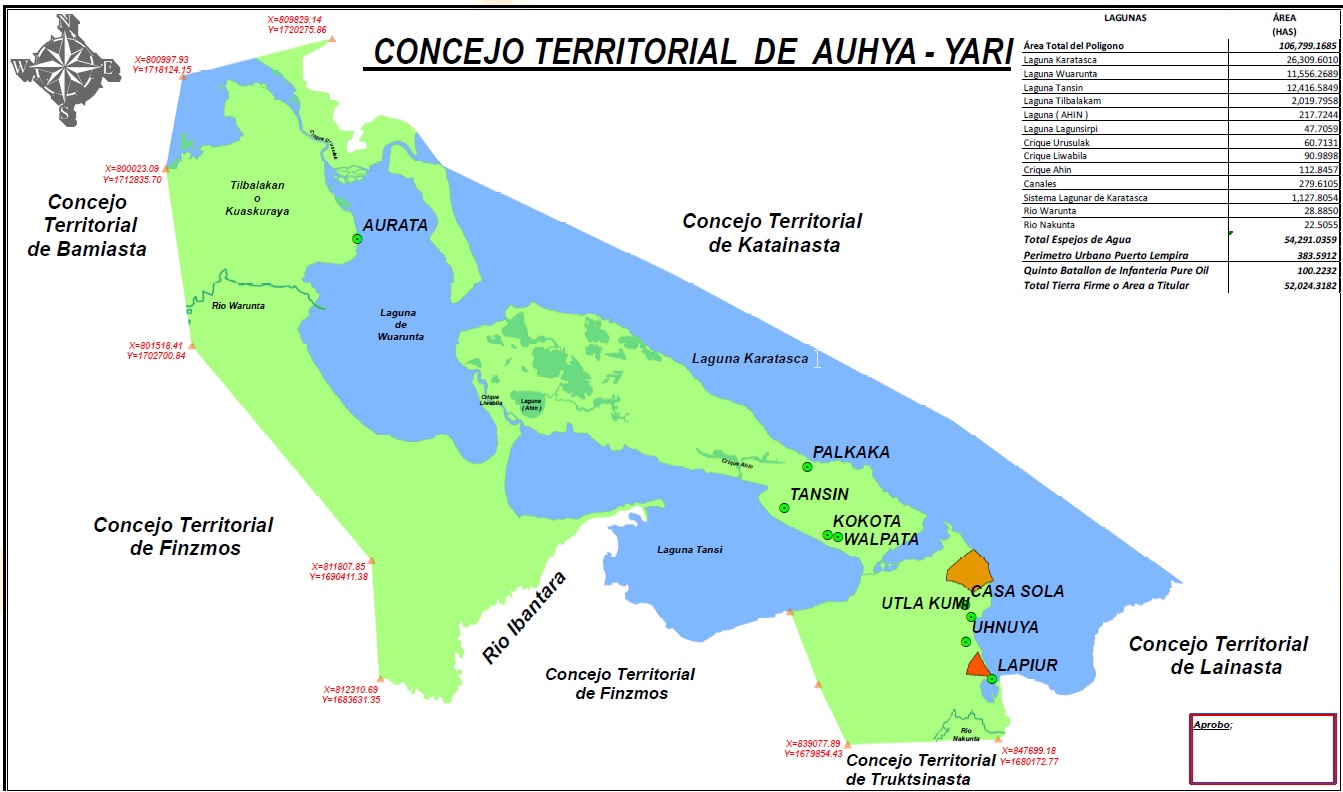 N
W E
S
X=809829.14
Y=1720275.86
X=800997.93
Y=1718124.15
CONCEJO TERRITORIAL DE AUHYA - YARI
LAGUNAS ÁREA
(HAS)
Área Total del Poligono 106,799.1685
Laguna Karatasca 26,309.6010
Laguna Wuarunta 11,556.2689
Laguna Tansin 12,416.5849
Laguna Tilbalakam 2,019.7958
Laguna ( AHIN ) 217.7244
Laguna Lagunsirpi 47.7059
Crique Urusulak 60.7131
Crique Liwabila 90.9898
Crique Ahin 112.8457
Canales 279.6105
Sistema Lagunar de Karatasca 1,127.8054
Rio Warunta 28.8850
Rio Nakunta 22.5055
Total Espejos de Agua 54,291.0359
Perimetro Urbano Puerto Lempira 383.5912
Quinto Batallon de Infanteria Pure Oil 100.2232
Total Tierra Firme o Area a Titular 52,024.3182
Crique Urusulak
X=800023.09
Y=1712835.70
Concejo
Territorial
de Bamiasta
Tilbalakan
o
Kuaskuraya
AURATA
Concejo Territorial
de Katainasta
Rio Warunta
Laguna
de
Wuarunta
X=801518.41
Y=1702700.84
Laguna Karatasca
Crique
Liwabila
Laguna
(Ahin )
Crique Ahin
PALKAKA
TANSIN
KOKOTA
WALPATA
Concejo Territorial
de Finzmos
Laguna Tansi
X=811807.85
Y=1690411.38
Rio Ibantara
CASA SOLA
UTLA KUMI
UHNUYA
LAPIUR
Concejo Territorial
de Lainasta
Concejo Territorial
de Finzmos
X=812310.69
Y=1683631.35
Rio
Nakunta
X=839077.89
Y=1679854.43
X=847699.18
Y=1680172.77
Concejo Territorial
de Truktsinasta
Aprobo;